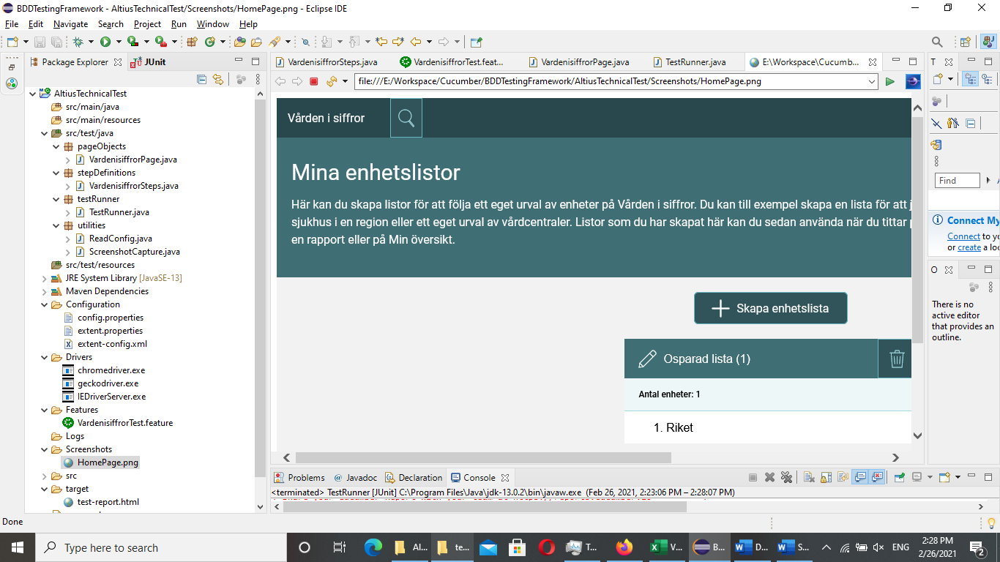 BDDTestingFramework - AltiusTechnicalTest/Screenshots/HomePage.png - Eclipse IDE
File Edit Navigate Search Project Run Window Help
Package Explorer JUnit
VardenisiffrorSteps.java VardenisiffrorTest.feat... VardenisiffrorPage.java TestRunner.java E:\Workspace\Cucumb...
T
file:///E:/Workspace/Cucumber/BDDTestingFramework/AltiusTechnicalTest/Screenshots/HomePage.png
AltiusTechnicalTest
src/main/java
src/main/resources
src/test/java
pageObjects
VardenisiffrorPage.java
stepDefinitions
VardenisiffrorSteps.java
testRunner
TestRunner.java
utilities
ReadConfig.java
ScreenshotCapture.java
src/test/resources
JRE System Library [JavaSE-13]
Maven Dependencies
Configuration
config.properties
extent.properties
extent-config.xml
Drivers
chromedriver.exe
geckodriver.exe
IEDriverServer.exe
Features
VardenisiffrorTest.feature
Logs
Screenshots
HomePage.png
src
target
test-report.html
Vården i siffror
Mina enhetslistor
Här kan du skapa listor för att följa ett eget urval av enheter på Vården i siffror. Du kan till exempel skapa en lista för att j
sjukhus i en region eller ett eget urval av vårdcentraler. Listor som du har skapat här kan du sedan använda när du tittar p
en rapport eller på Min översikt.
Skapa enhetslista
Osparad lista (1)
Antal enheter: 1
1. Riket
Find
Connect My
Connect to yo
or create a loc
O
There is no
active editor
that provides an
outline.
Problems @ Javadoc Declaration Console
<terminated> TestRunner [JUnit] C:\Program Files\Java\jdk-13.0.2\bin\javaw.exe (Feb 26, 2021, 2:23:06 PM – 2:28:07 PM)
Done
Type here to search
Al... te... T... V... B... D... S... ENG
2:28 PM
2/26/2021
2